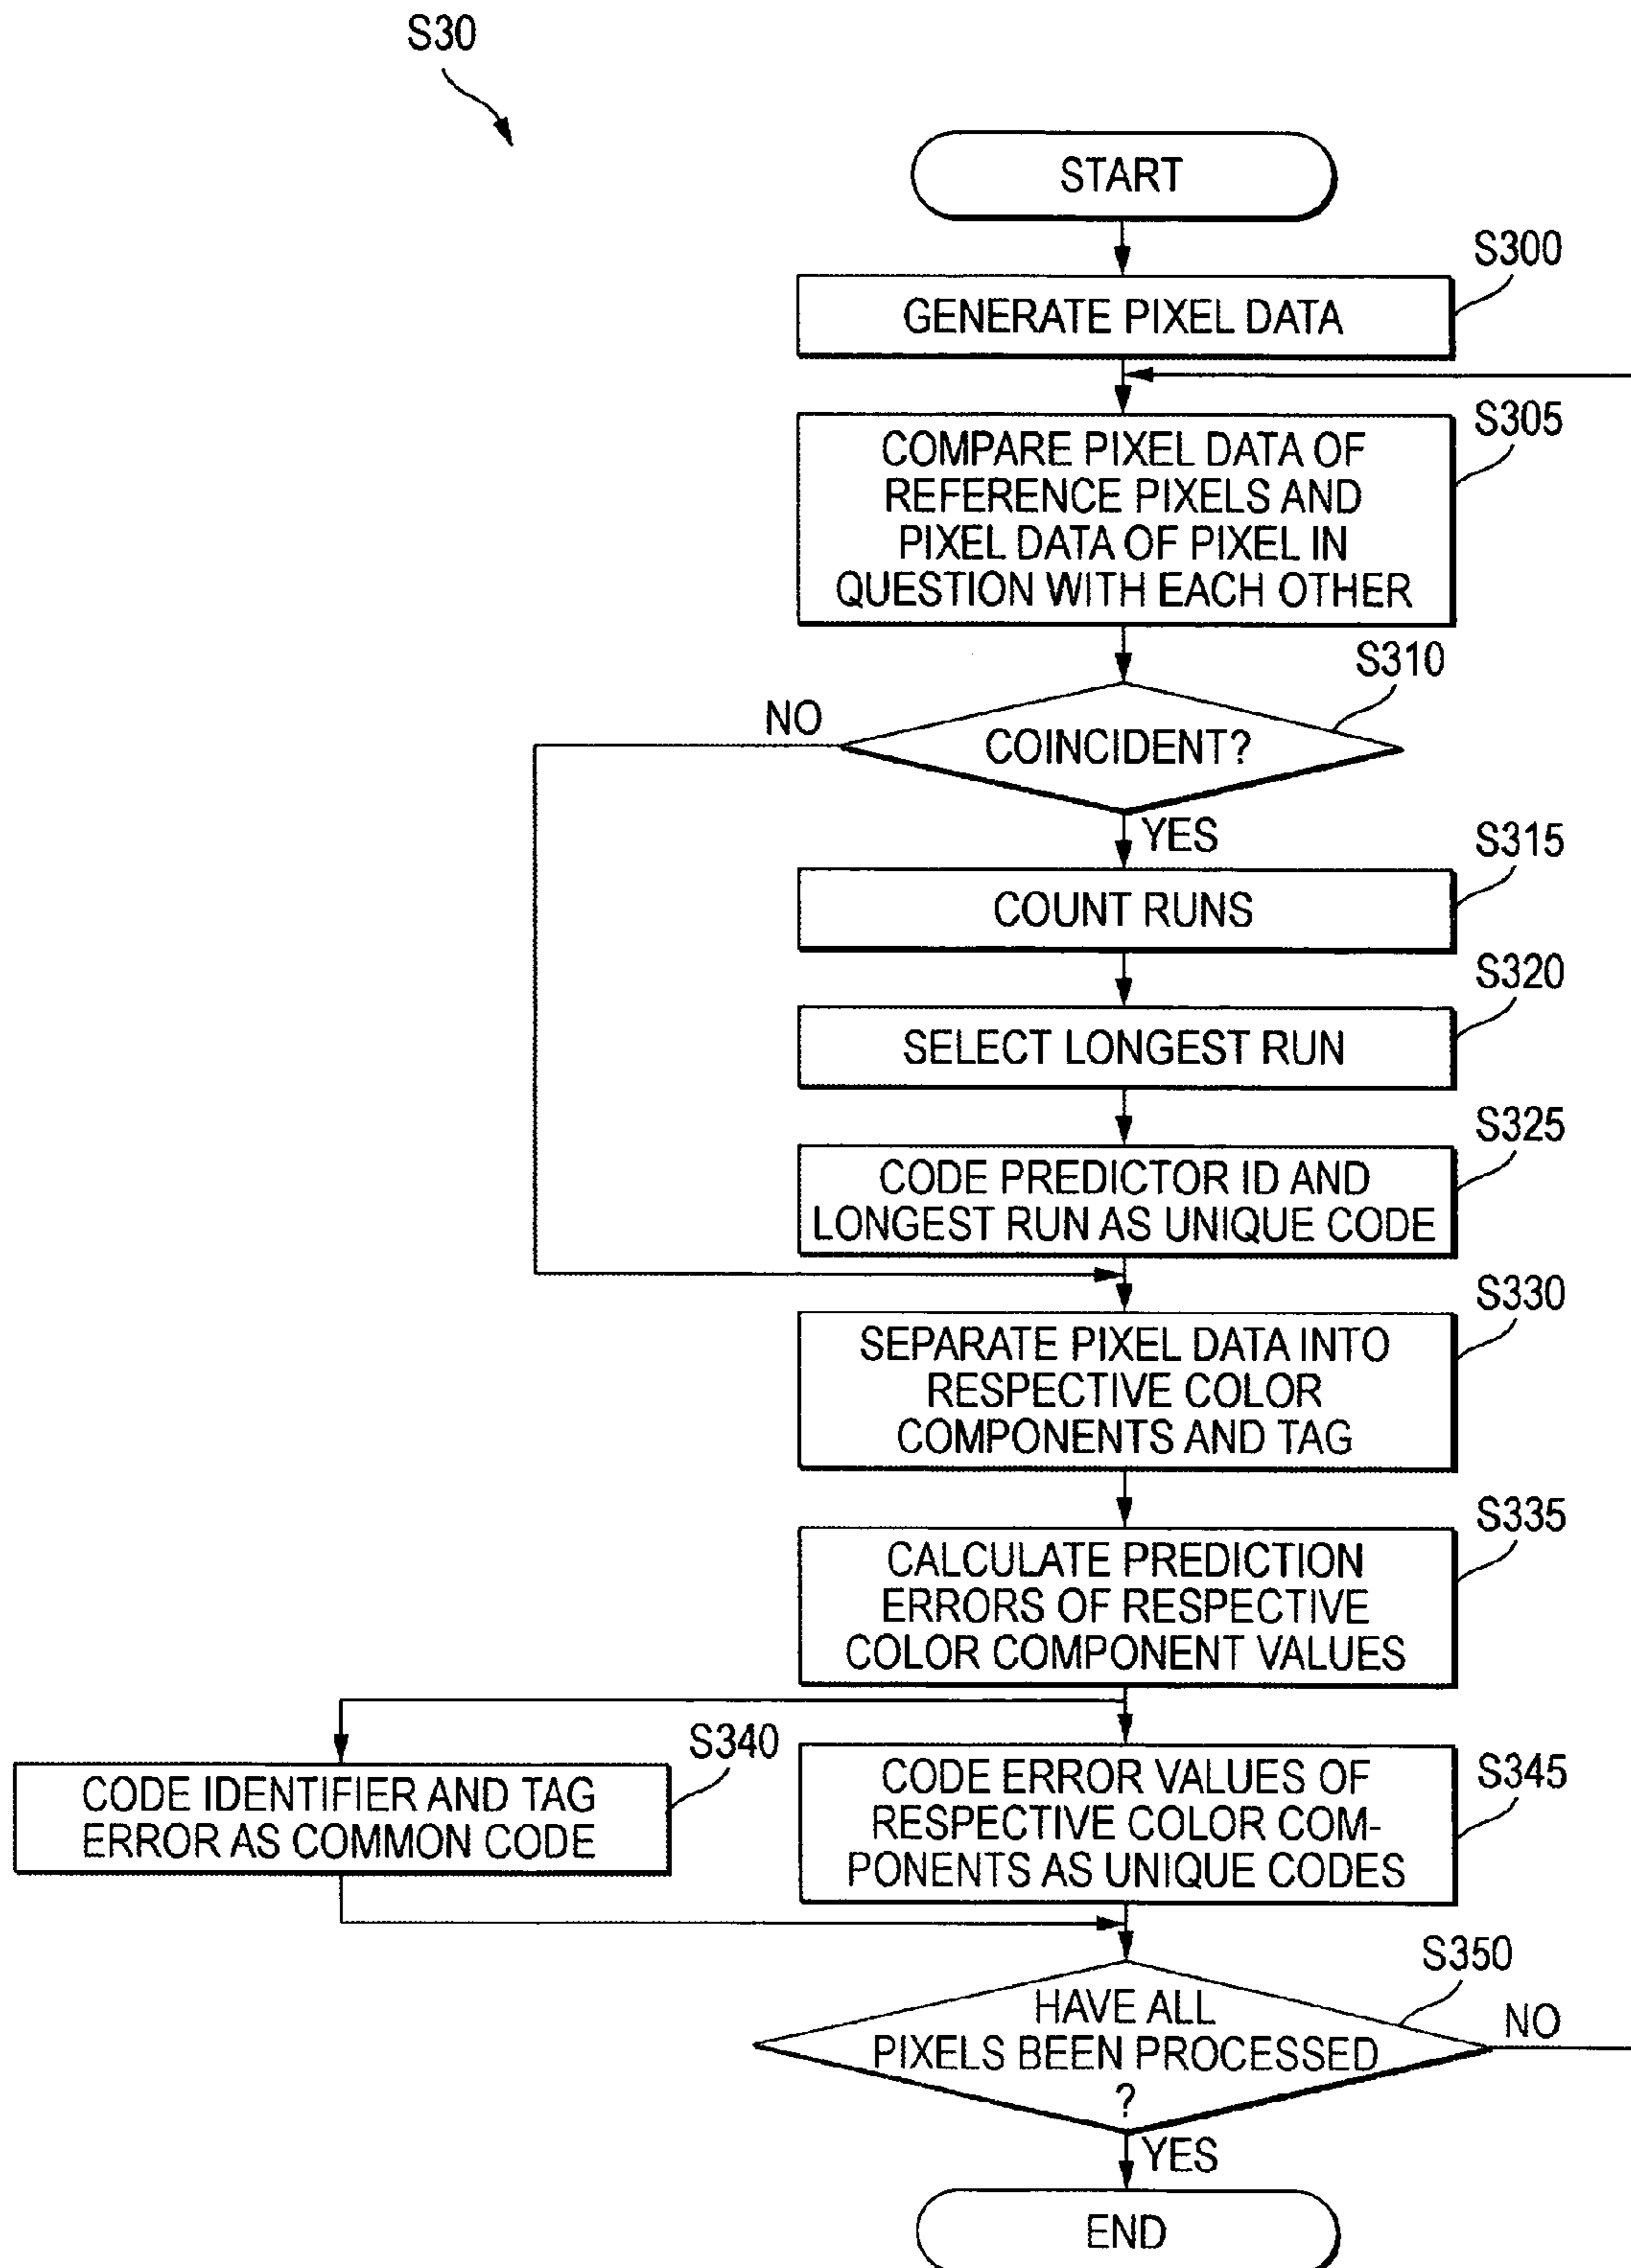 S30
START
S300
GENERATE PIXEL DATA
S305
COMPARE PIXEL DATA OF
REFERENCE PIXELS AND
PIXEL DATA OF PIXEL IN
QUESTION WITH EACH OTHER
S310
NO
COINCIDENT?
YES
S315
COUNT RUNS
S320
SELECT LONGEST RUN
S325
CODE PREDICTOR ID AND
LONGEST RUN AS UNIQUE CODE
S330
SEPARATE PIXEL DATA INTO
RESPECTIVE COLOR
COMPONENTS AND TAG
S335
CALCULATE PREDICTION
ERRORS OF RESPECTIVE
COLOR COMPONENT VALUES
S340
CODE IDENTIFIER AND TAG
ERROR AS COMMON CODE
S345
CODE ERROR VALUES OF
RESPECTIVE COLOR COM-
PONENTS AS UNIQUE CODES
S350
HAVE ALL
PIXELS BEEN PROCESSED
?
NO
YES
END